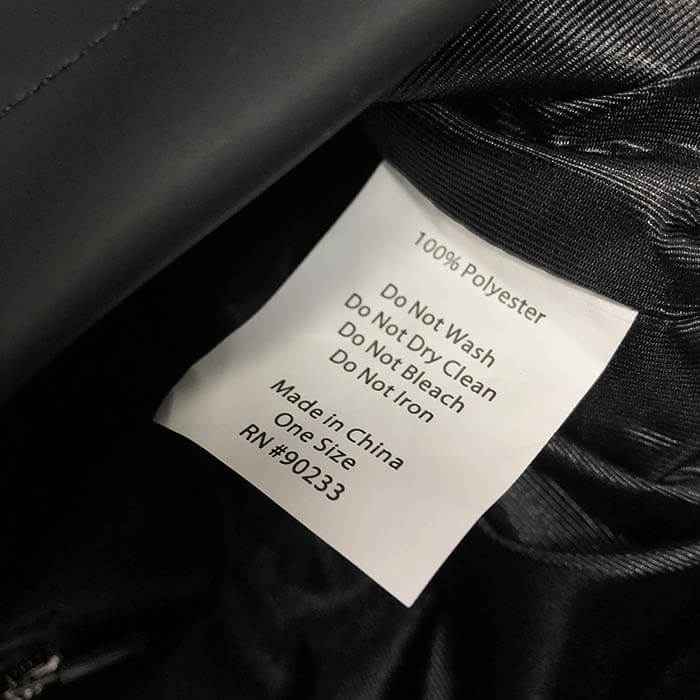 100% Polyester
Do Not Wash
Do Not Dry Clean
Do Not Bleach
Do Not Iron
Made in China
One Size
RN #90233